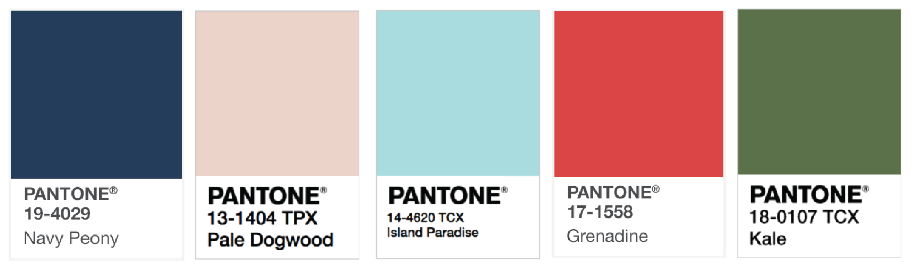 PANTONE®
19-4029
Navy Peony
PANTONE®
13-1404 TPX
Pale Dogwood
PANTONE®
14-4620 TCX
Island Paradise
PANTONE®
17-1558
Grenadine
PANTONE®
18-0107 TCX
Kale